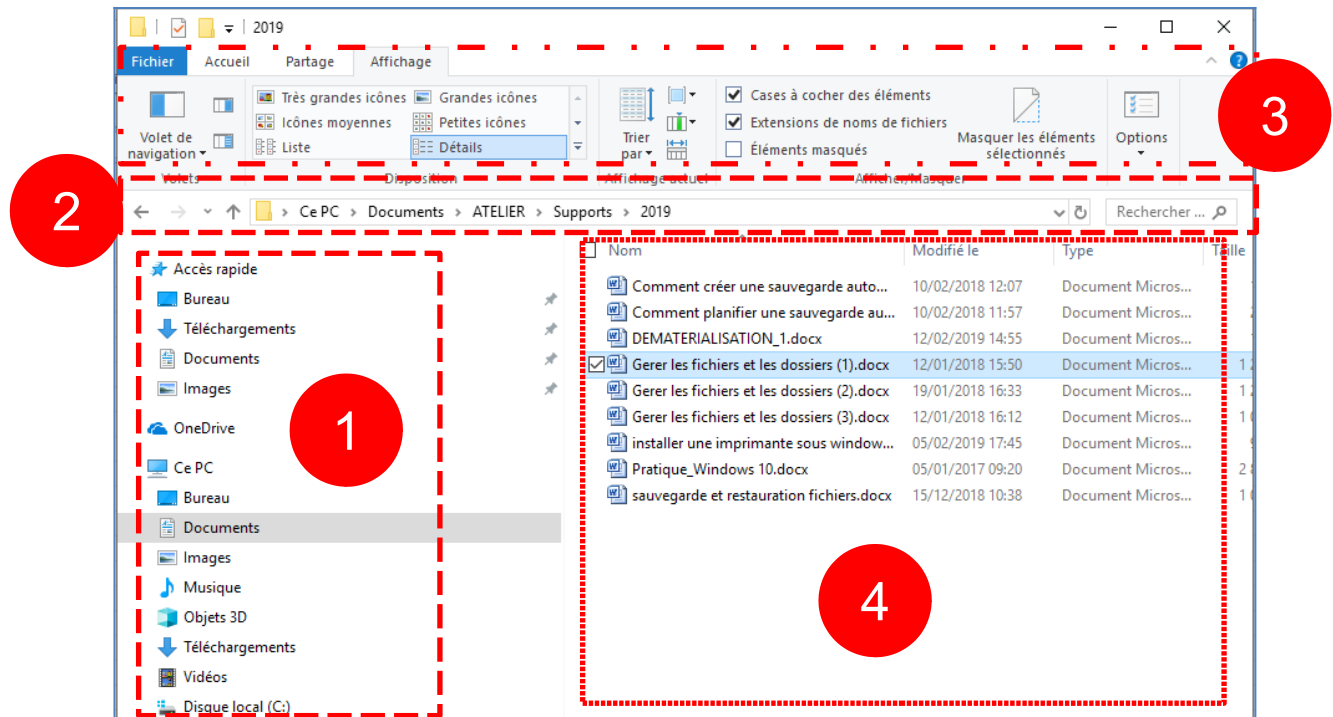 2019
Fichier Accueil Partage Affichage
Très grandes icônes Grandes icônes
Icônes moyennes Petites icônes
Liste Détails
Volet de navigation
Trier par
Cases à cocher des éléments
Extensions de noms de fichiers
Éléments masqués
Masquer les éléments sélectionnés
Options
3
Volets Disposition Affichage actuel Afficher/Masquer
2
Ce PC > Documents > ATELIER > Supports > 2019 Rechercher ...
Accès rapide
Bureau
Téléchargements
Documents
Images
OneDrive
Ce PC
Bureau
Documents
Images
Musique
Objets 3D
Téléchargements
Vidéos
Disque local (C:)
1
Nom Modifié le Type Taille
Comment créer une sauvegarde auto... 10/02/2018 12:07 Document Micros...
Comment planifier une sauvegarde au... 10/02/2018 11:57 Document Micros...
DEMATERIALISATION_1.docx 12/02/2019 14:55 Document Micros...
Gerer les fichiers et les dossiers (1).docx 12/01/2018 15:50 Document Micros...
Gerer les fichiers et les dossiers (2).docx 19/01/2018 16:33 Document Micros...
Gerer les fichiers et les dossiers (3).docx 12/01/2018 16:12 Document Micros...
installer une imprimante sous window... 05/02/2019 17:45 Document Micros...
Pratique_Windows 10.docx 05/01/2017 09:20 Document Micros...
sauvegarde et restauration fichiers.docx 15/12/2018 10:38 Document Micros...
4